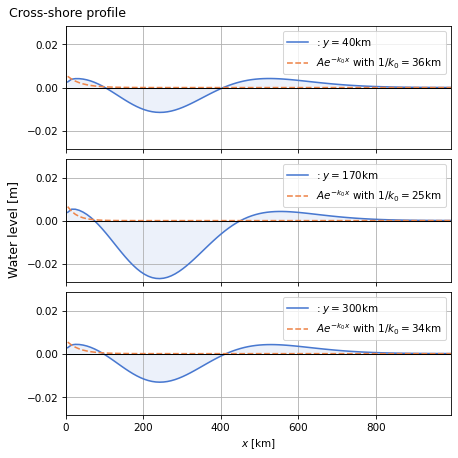 Cross-shore profile
Water level [m]
0.02
0.00
−0.02
: y = 40km
Ae^{−k₀x} with 1/k₀ = 36km
0.02
0.00
−0.02
: y = 170km
Ae^{−k₀x} with 1/k₀ = 25km
0.02
0.00
−0.02
: y = 300km
Ae^{−k₀x} with 1/k₀ = 34km
0 200 400 600 800
x [km]